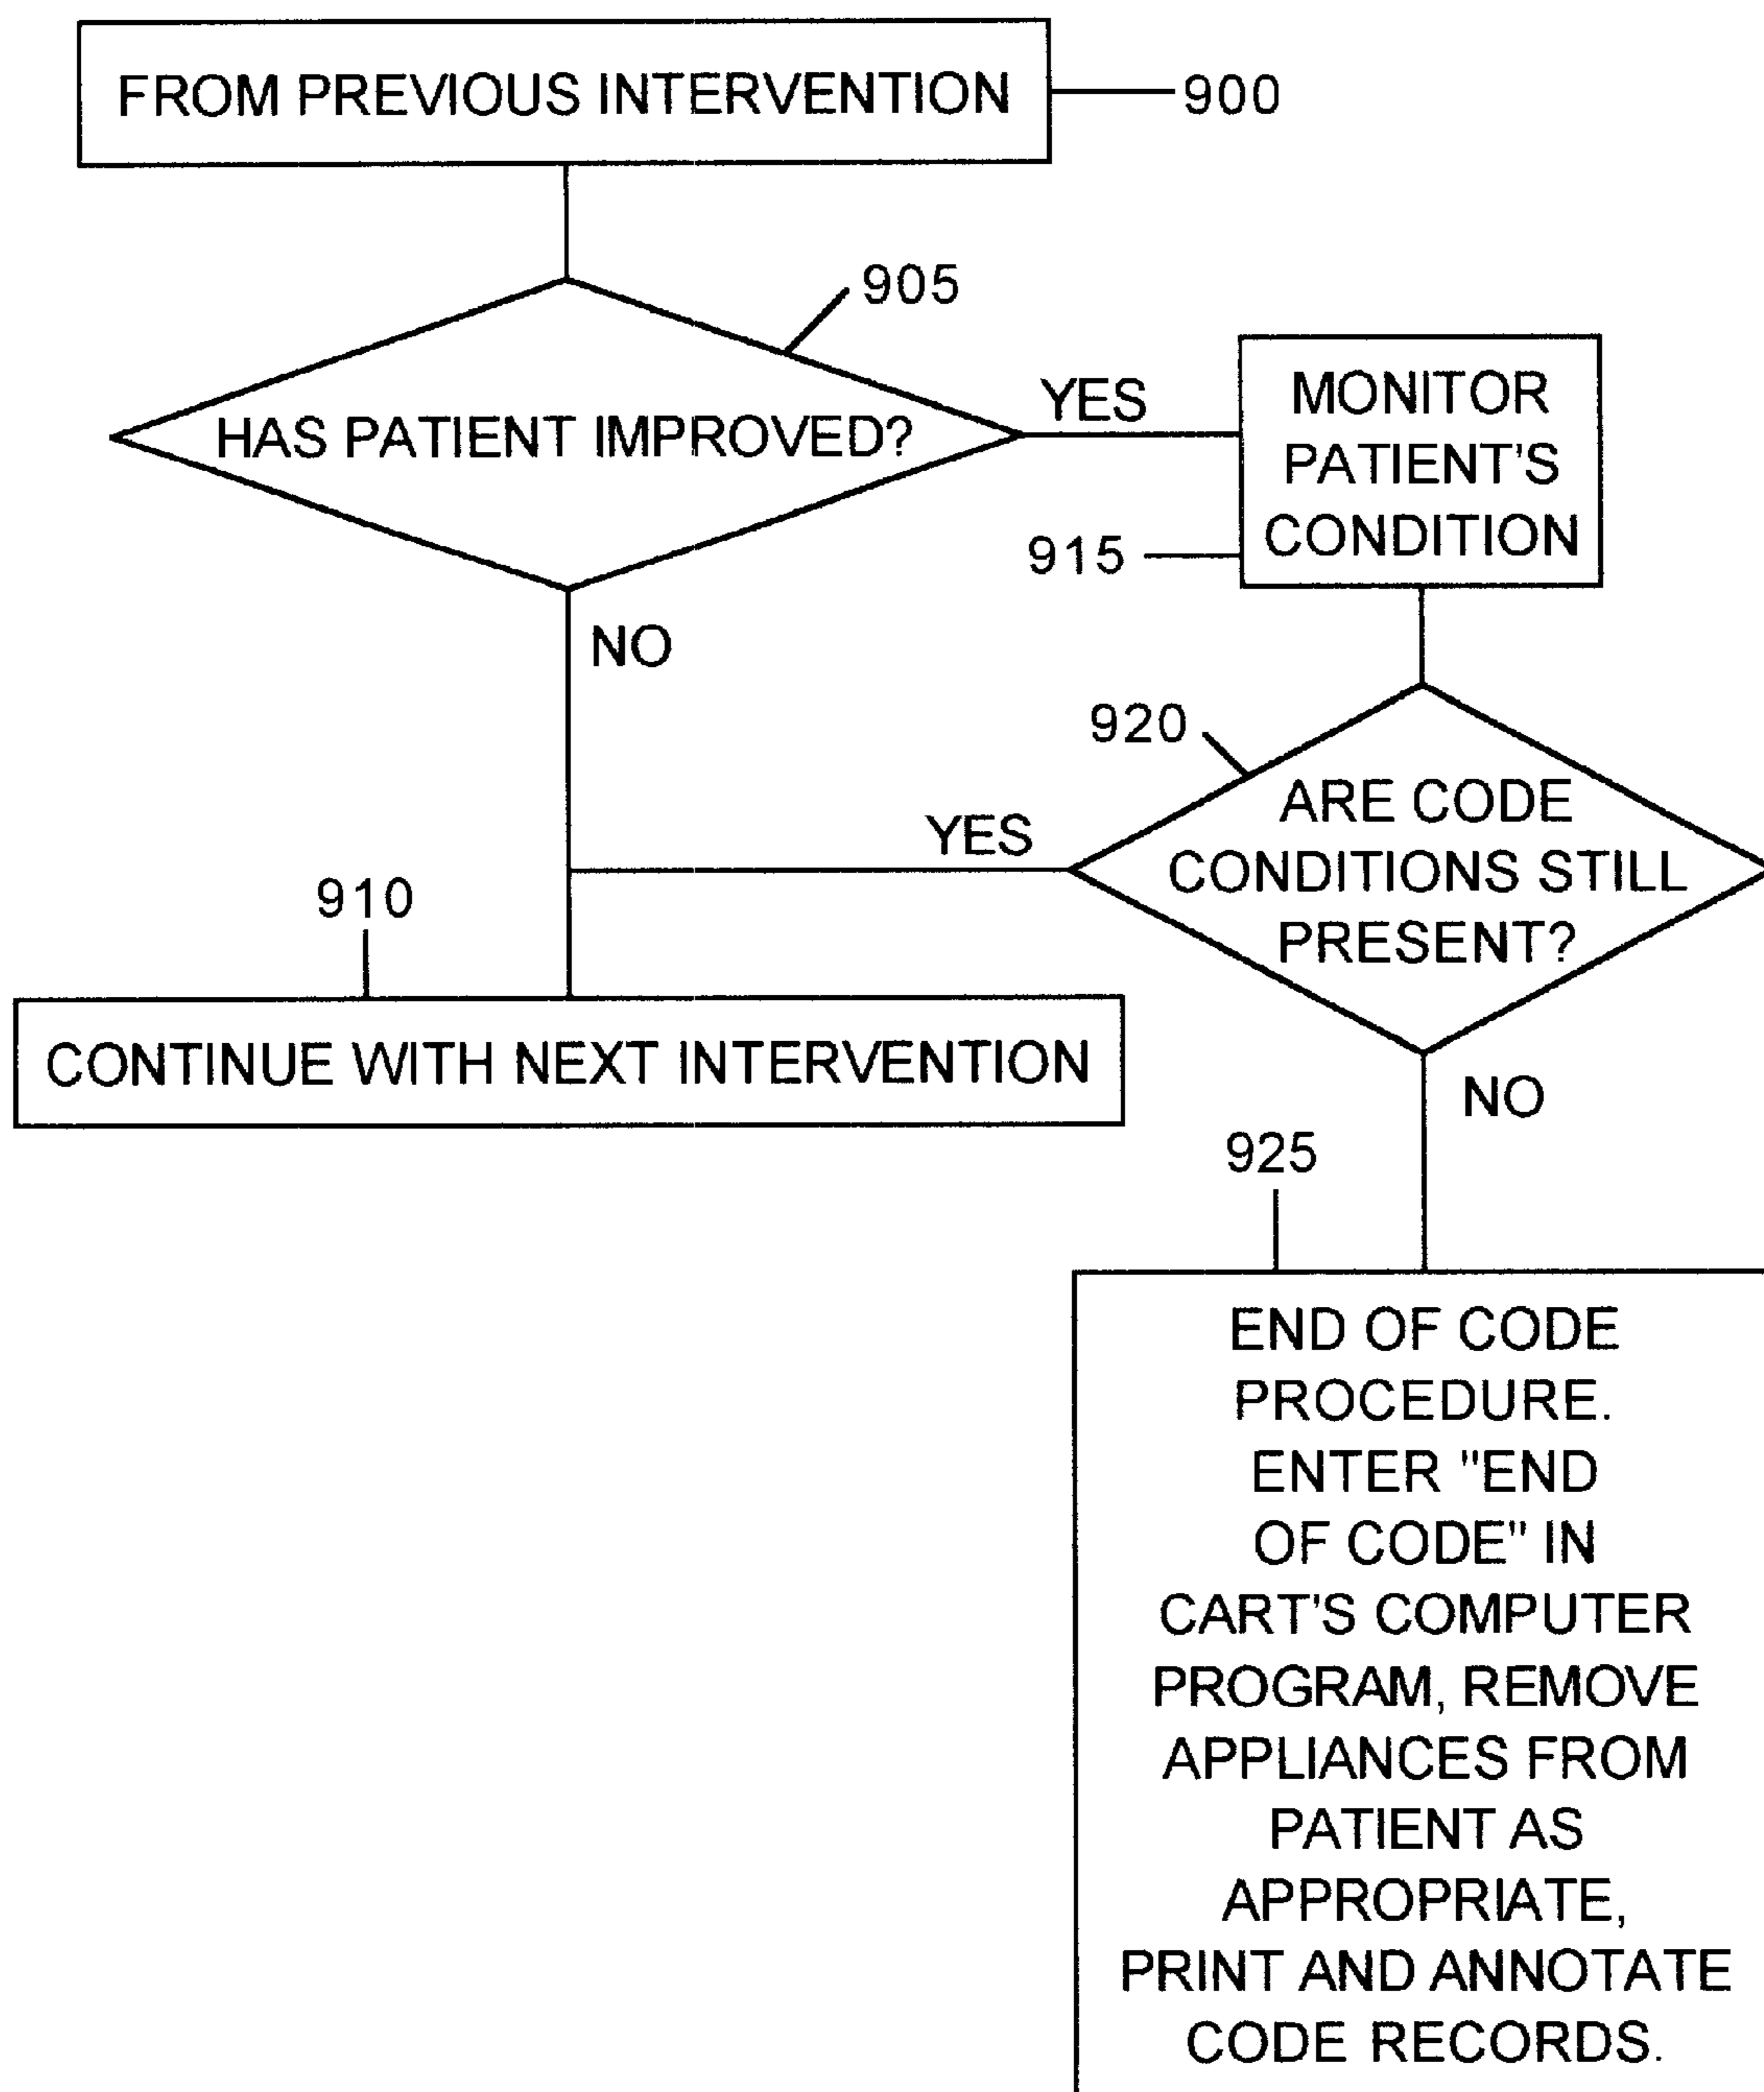 FROM PREVIOUS INTERVENTION
900
905
HAS PATIENT IMPROVED?
YES
MONITOR
PATIENT'S
CONDITION
915
NO
920
ARE CODE
CONDITIONS STILL
PRESENT?
YES
910
CONTINUE WITH NEXT INTERVENTION
NO
925
END OF CODE
PROCEDURE.
ENTER "END
OF CODE" IN
CART'S COMPUTER
PROGRAM, REMOVE
APPLIANCES FROM
PATIENT AS
APPROPRIATE,
PRINT AND ANNOTATE
CODE RECORDS.